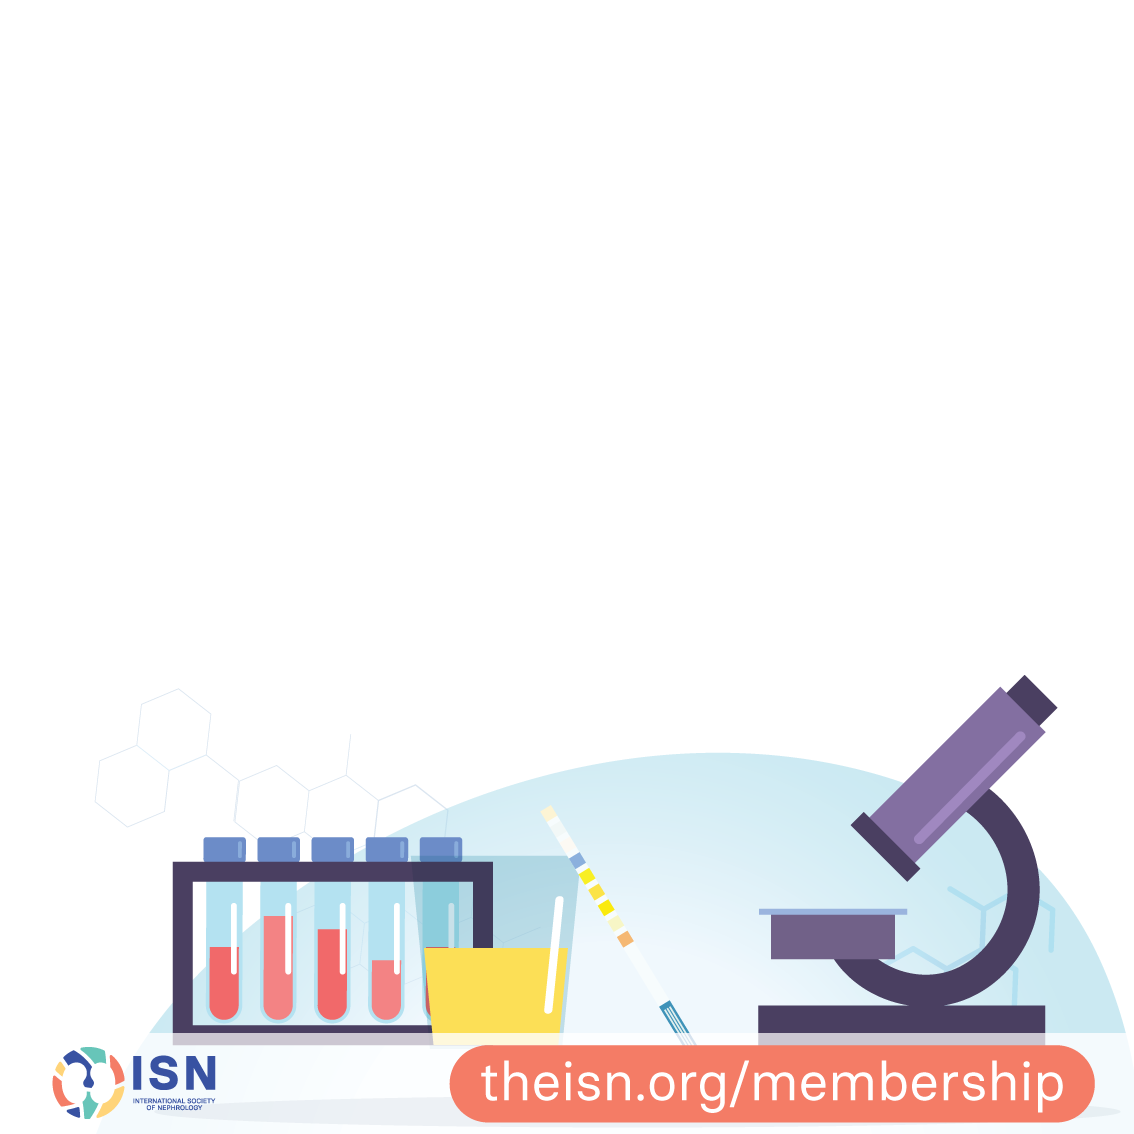 ISN
INTERNATIONAL SOCIETY
OF NEPHROLOGY
theisn.org/membership